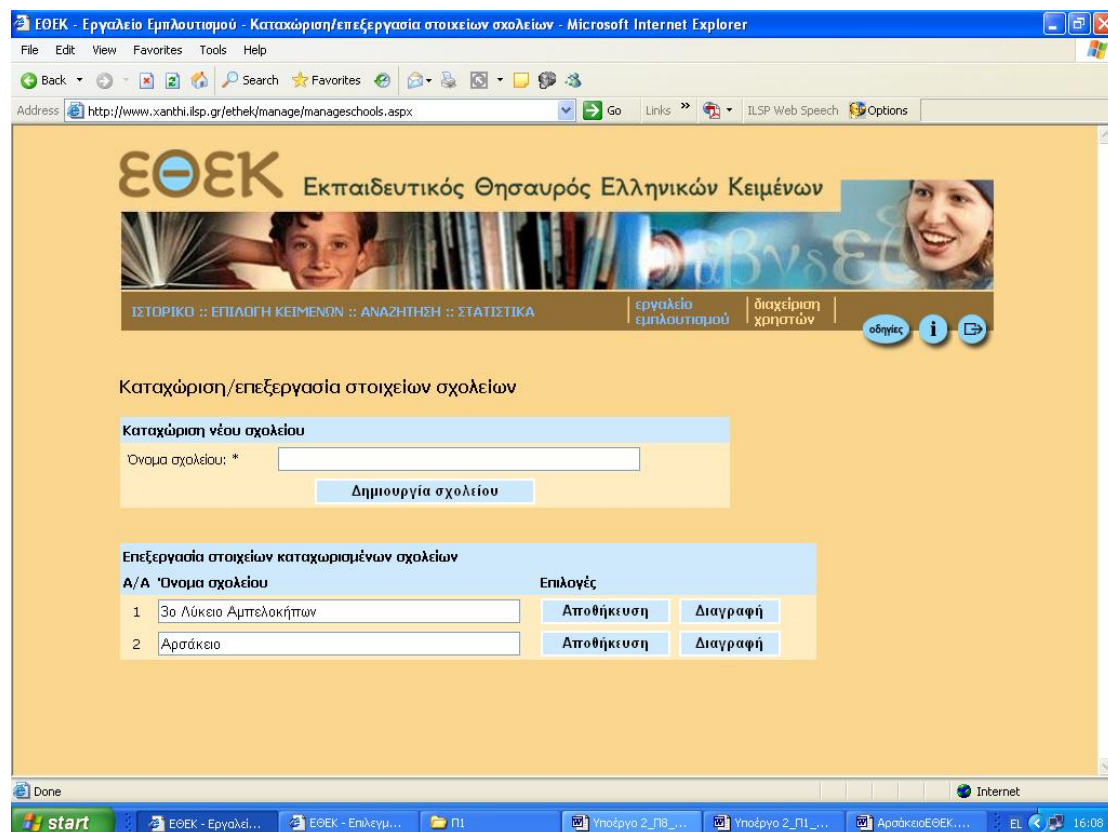 ΕΘΕΚ - Εργαλείο Εμπλουτισμού - Καταχώριση/επεξεργασία στοιχείων σχολείων - Microsoft Internet Explorer
File Edit View Favorites Tools Help
Back Search Favorites
Address http://www.xanthi.ilsp.gr/ethek/manage/manageschools.aspx Go Links » ILSP Web Speech Options
εΘεΚ Εκπαιδευτικός Θησαυρός Ελληνικών Κειμένων
ΙΣΤΟΡΙΚΟ :: ΕΠΙΛΟΓΗ ΚΕΙΜΕΝΩΝ :: ΑΝΑΖΗΤΗΣΗ :: ΣΤΑΤΙΣΤΙΚΑ
εργαλείο εμπλουτισμού
διαχείριση χρηστών
οδηγίες i
Καταχώριση/επεξεργασία στοιχείων σχολείων
Καταχώριση νέου σχολείου
Όνομα σχολείου: *
Δημιουργία σχολείου
Επεξεργασία στοιχείων καταχωρισμένων σχολείων
Α/Α Όνομα σχολείου Επιλογές
1 3ο Λύκειο Αμπελοκήπων Αποθήκευση Διαγραφή
2 Αρσάκειο Αποθήκευση Διαγραφή
Done Internet
start ΕΘΕΚ - Εργαλεί... ΕΘΕΚ - Επιλεγμ... Π1 Υποέργο 2_Π8_... Υποέργο 2_Π1_... ΑρσάκειοΕΘΕΚ.... EL 16:08